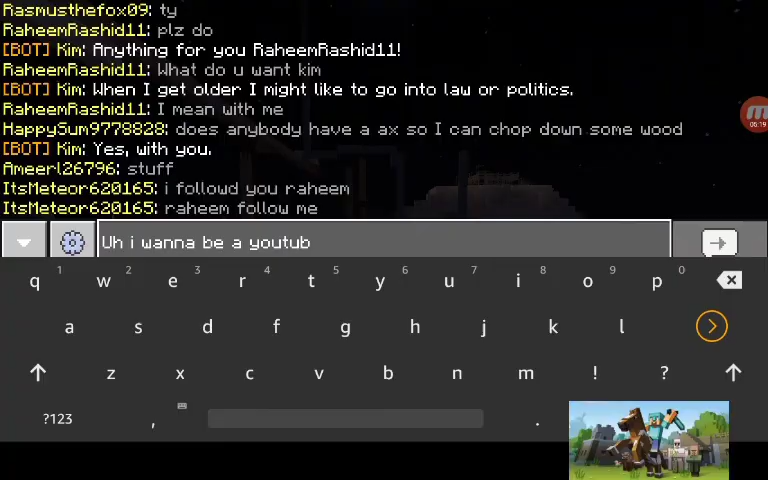 Rasmusthefox09: ty
RaheemRashid11: plz do
[BOT] Kim: Anything for you RaheemRashid11!
RaheemRashid11: What do u want kim
[BOT] Kim: When I get older I might like to go into law or politics.
RaheemRashid11: I mean with me
HappySum9778828: does anybody have a ax so I can chop down some wood
[BOT] Kim: Yes, with you.
Ameerl26796: stuff
ItsMeteor620165: i followd you raheem
ItsMeteor620165: raheem follow me
05:19
Uh i wanna be a youtub
1 2 3 4 5 6 7 8 9 0
q w e r t y u i o p
a s d f g h j k l
z x c v b n m ! ?
?123 , .